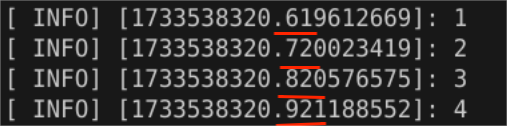 [ INFO] [1733538320.619612669]: 1
[ INFO] [1733538320.720023419]: 2
[ INFO] [1733538320.820576575]: 3
[ INFO] [1733538320.921188552]: 4